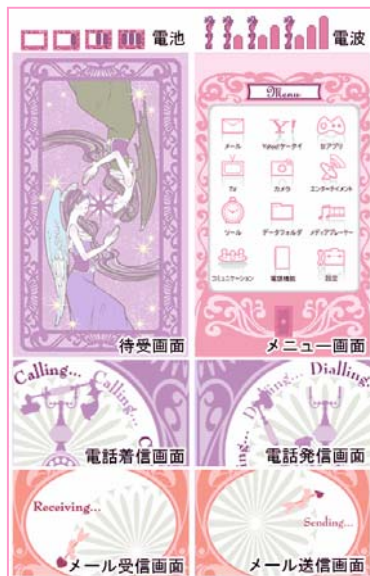 電池
電波
Menu
メール
Yahoo!ケータイ
S!アプリ
TV
カメラ
エンターテイメント
ツール
データフォルダ
メディアプレーヤー
コミュニケーション
電話機能
設定
待受画面
メニュー画面
Calling...
Calling...
電話着信画面
Dialling...
Dialling...
電話発信画面
Receiving...
メール受信画面
Sending...
メール送信画面